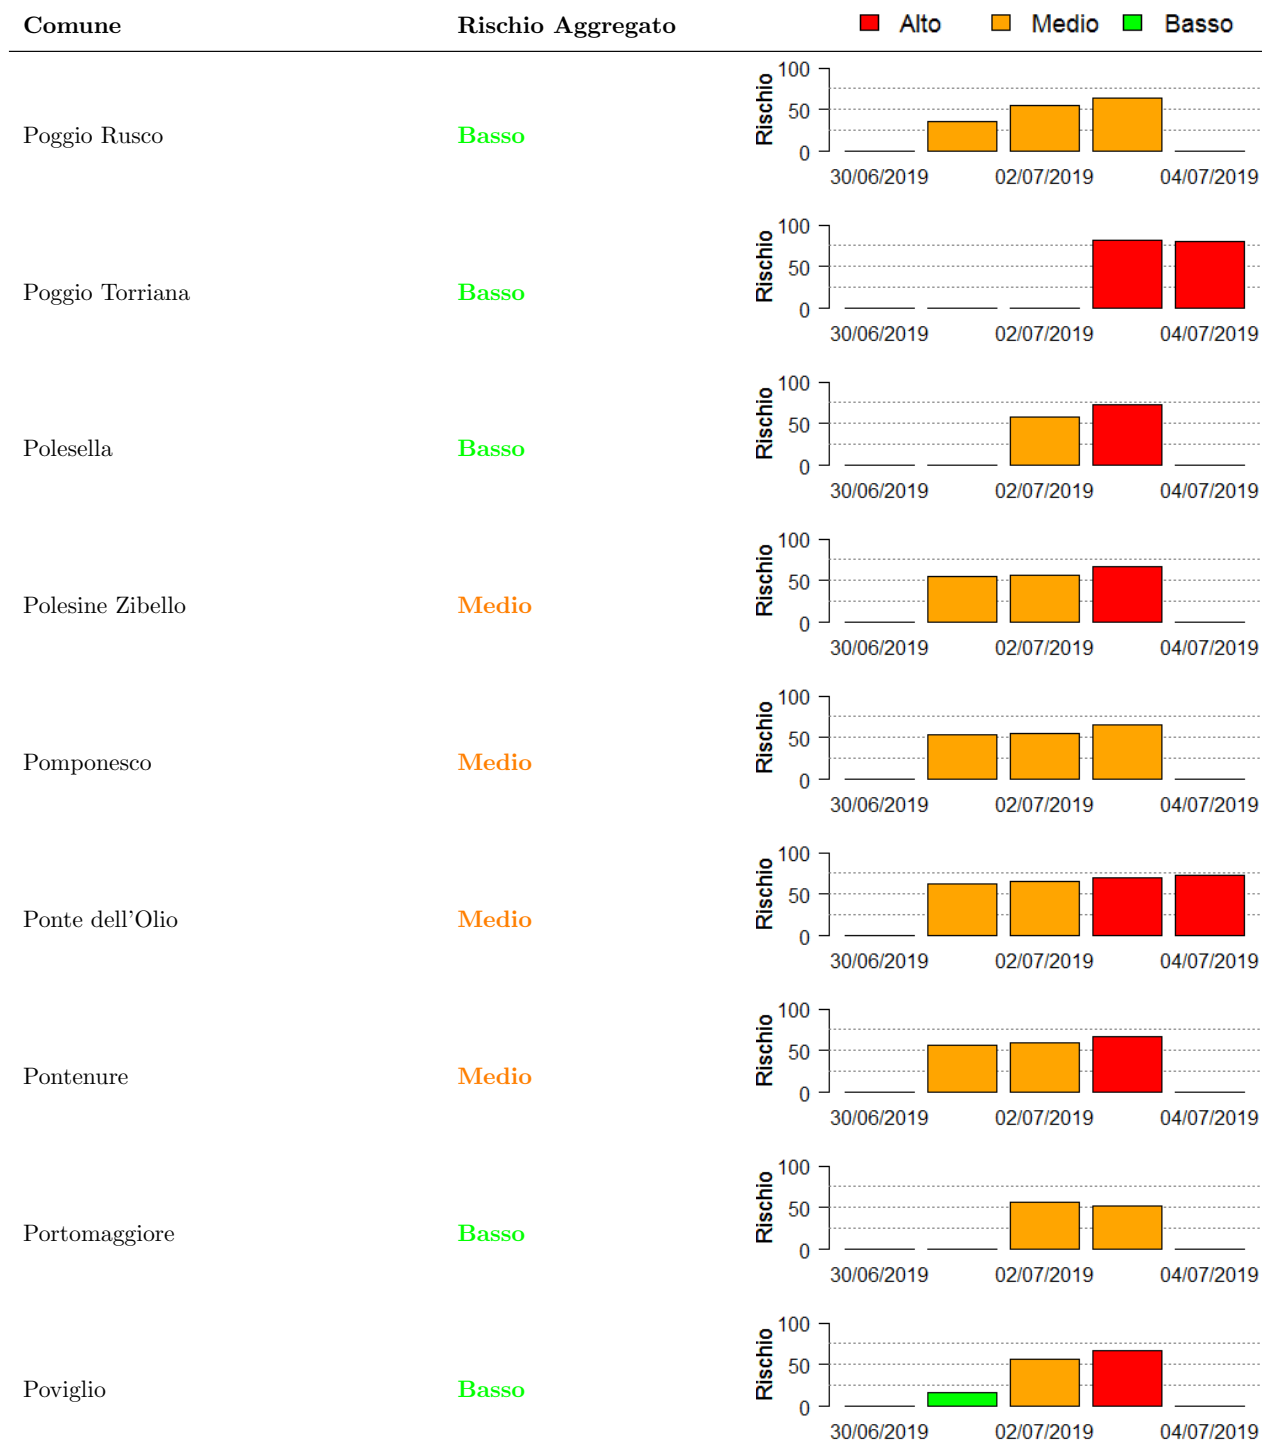 Comune Rischio Aggregato Alto Medio Basso
Poggio Rusco Basso
Rischio
100
50
0
30/06/2019 02/07/2019 04/07/2019
Poggio Torriana Basso
Rischio
100
50
0
30/06/2019 02/07/2019 04/07/2019
Polesella Basso
Rischio
100
50
0
30/06/2019 02/07/2019 04/07/2019
Polesine Zibello Medio
Rischio
100
50
0
30/06/2019 02/07/2019 04/07/2019
Pomponesco Medio
Rischio
100
50
0
30/06/2019 02/07/2019 04/07/2019
Ponte dell'Olio Medio
Rischio
100
50
0
30/06/2019 02/07/2019 04/07/2019
Pontenure Medio
Rischio
100
50
0
30/06/2019 02/07/2019 04/07/2019
Portomaggiore Basso
Rischio
100
50
0
30/06/2019 02/07/2019 04/07/2019
Poviglio Basso
Rischio
100
50
0
30/06/2019 02/07/2019 04/07/2019